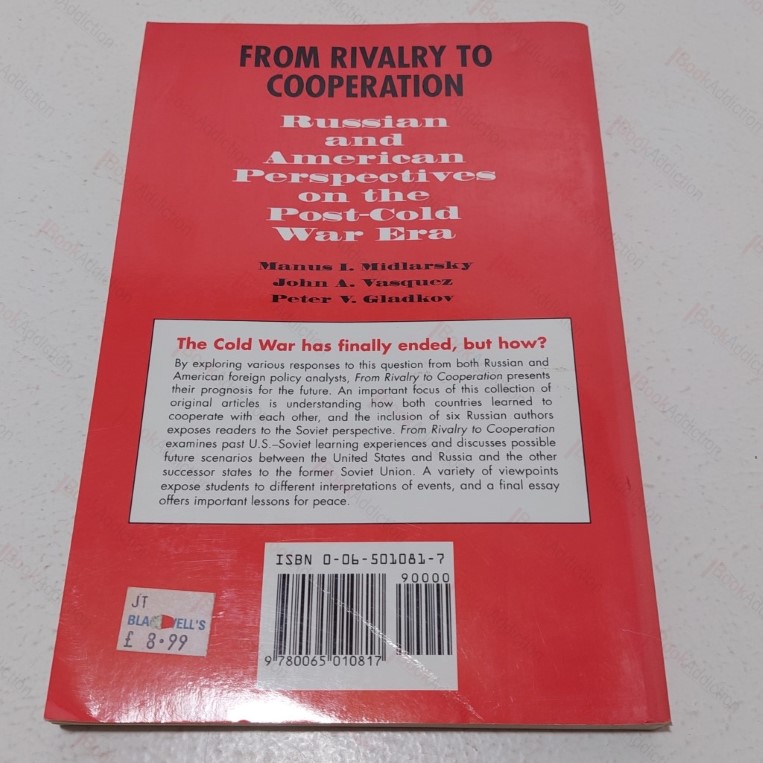 FROM RIVALRY TO
COOPERATION
Russian
and
American
Perspectives
on the
Post-Cold
War Era
Manus I. Midlarsky
John A. Vasquez
Peter V. Gladkov
The Cold War has finally ended, but how?
By exploring various responses to this question from both Russian and
American foreign policy analysts, From Rivalry to Cooperation presents
their prognosis for the future. An important focus of this collection of
original articles is understanding how both countries learned to
cooperate with each other, and the inclusion of six Russian authors
exposes readers to the Soviet perspective. From Rivalry to Cooperation
examines past U.S.–Soviet learning experiences and discusses possible
future scenarios between the United States and Russia and the other
successor states to the former Soviet Union. A variety of viewpoints
expose students to different interpretations of events, and a final essay
offers important lessons for peace.
ISBN 0-06-501081-7
90000
9 780065 010817
JT
£ 8.99
BookAddiction